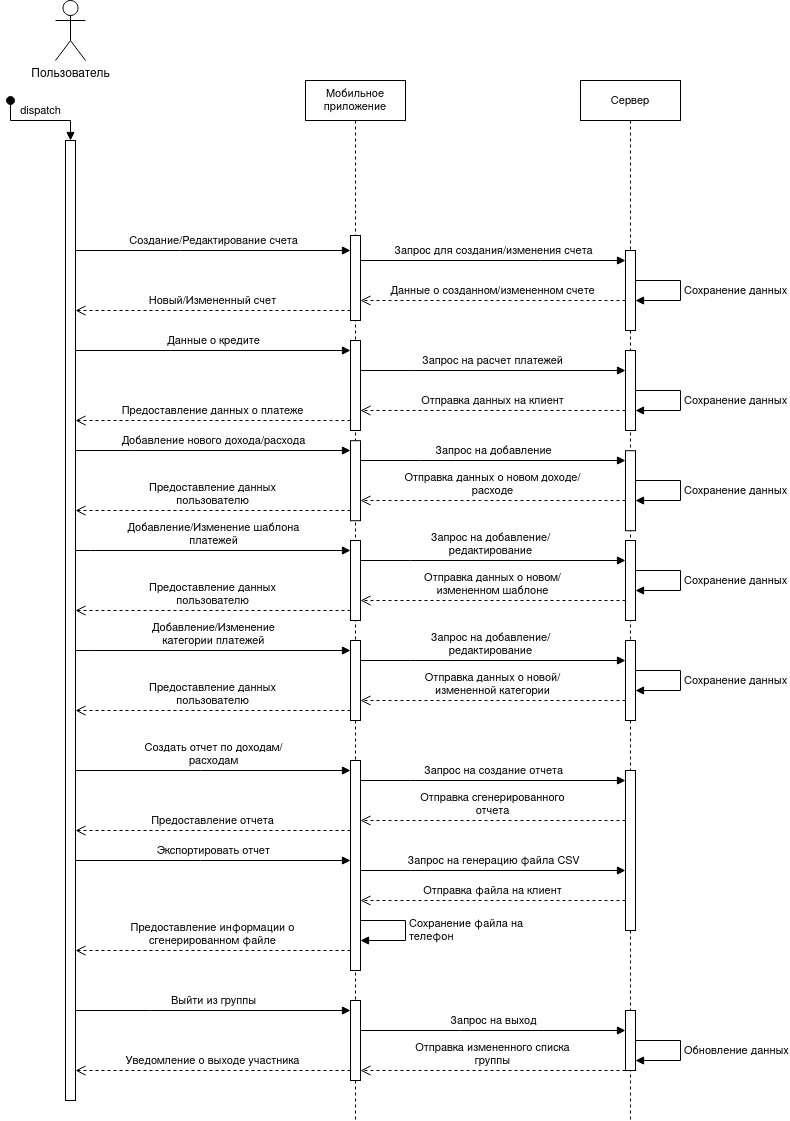 Пользователь
dispatch
Мобильное
приложение
Сервер
Создание/Редактирование счета
Запрос для создания/изменения счета
Данные о созданном/измененном счете
Сохранение данных
Новый/Измененный счет
Данные о кредите
Запрос на расчет платежей
Отправка данных на клиент
Сохранение данных
Предоставление данных о платеже
Добавление нового дохода/расхода
Запрос на добавление
Отправка данных о новом доходе/
расходе
Сохранение данных
Предоставление данных
пользователю
Добавление/Изменение шаблона
платежей
Запрос на добавление/
редактирование
Отправка данных о новом/
измененном шаблоне
Сохранение данных
Предоставление данных
пользователю
Добавление/Изменение
категории платежей
Запрос на добавление/
редактирование
Отправка данных о новой/
измененной категории
Сохранение данных
Предоставление данных
пользователю
Создать отчет по доходам/
расходам
Запрос на создание отчета
Отправка сгенерированного
отчета
Предоставление отчета
Экспортировать отчет
Запрос на генерацию файла CSV
Отправка файла на клиент
Сохранение файла на
телефон
Предоставление информации о
сгенерированном файле
Выйти из группы
Запрос на выход
Отправка измененного списка
группы
Обновление данных
Уведомление о выходе участника